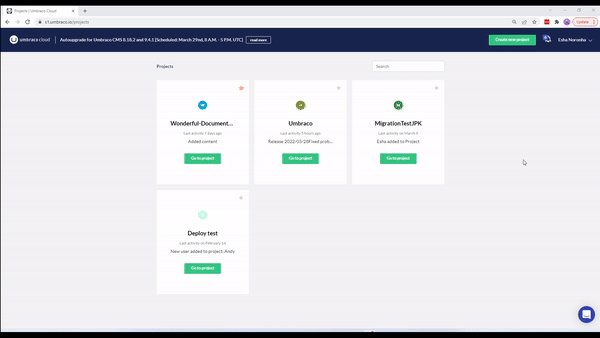 Projects | Umbraco Cloud
s1.umbraco.io/projects
Update
umbraco cloud
Autoupgrade for Umbraco CMS 8.18.2 and 9.4.1 [Scheduled: March 29nd, 8 A.M. - 5 P.M. UTC]
read more
Create new project
Esha Noronha
Projects
Search
Wonderful-Document...
Last activity 7 days ago
Added content
Go to project
Umbraco
Last activity 5 hours ago
Release 2022/03/28Fixed prob...
Go to project
MigrationTestJPK
Last activity on March 9
Esha added to Project
Go to project
Deploy test
Last activity on February 14
New user added to project: Andy
Go to project